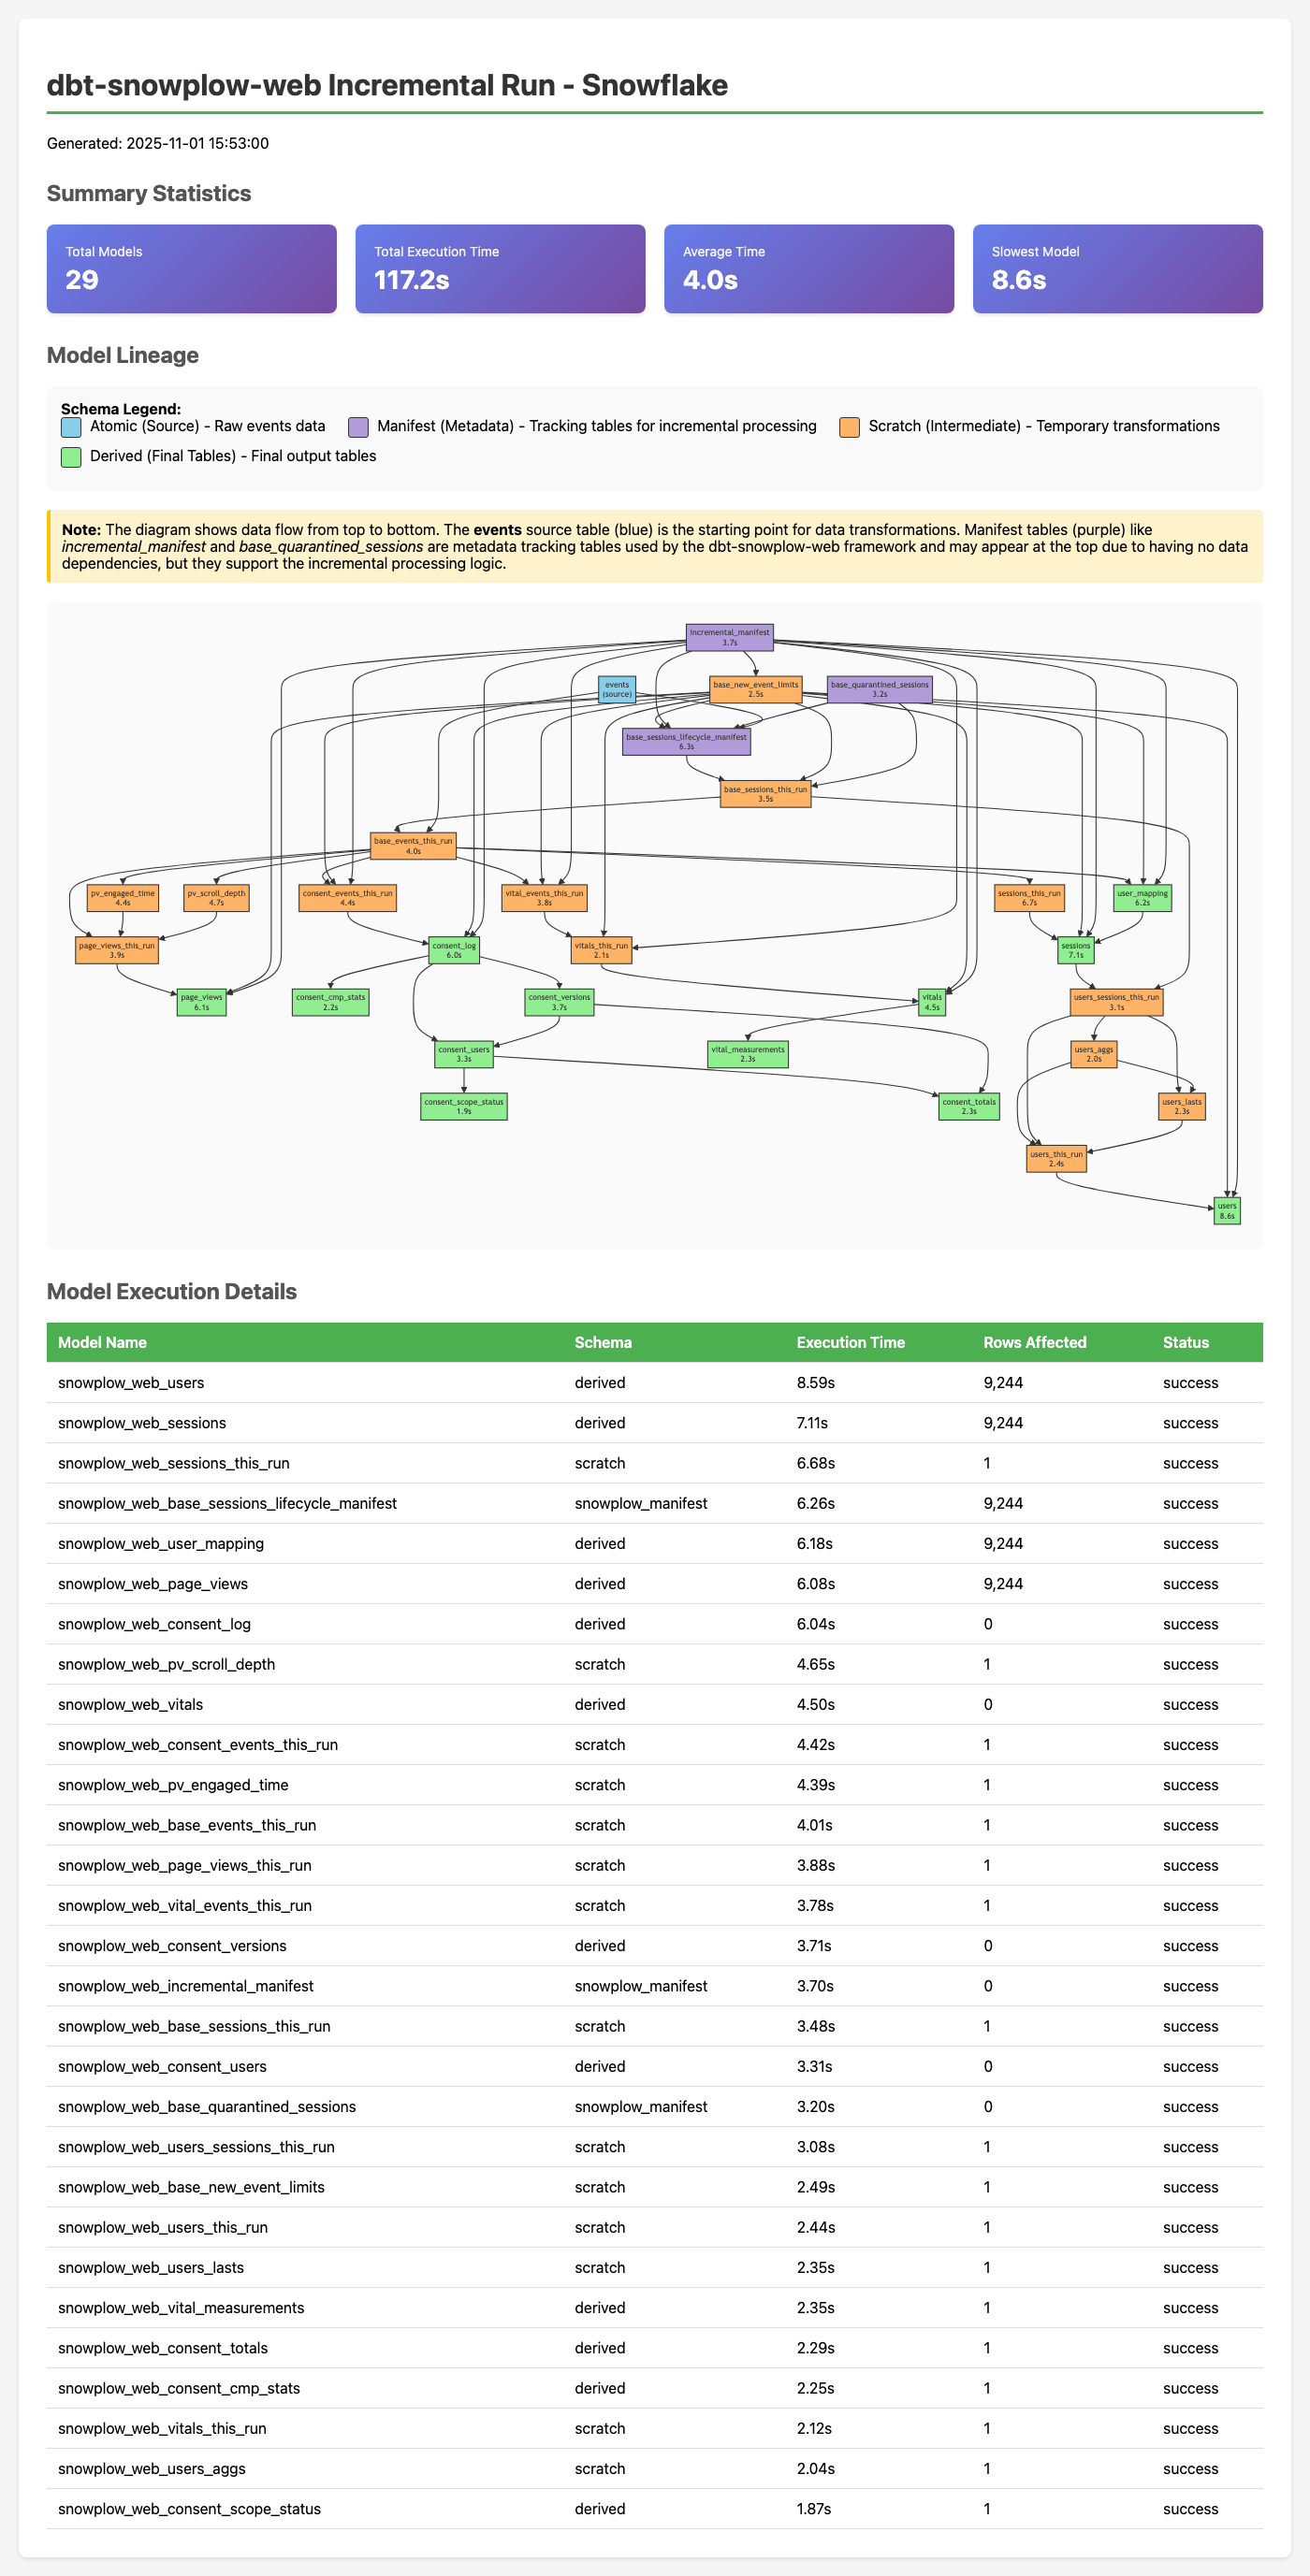 dbt-snowplow-web Incremental Run - Snowflake
Generated: 2025-11-01 15:53:00
Summary Statistics
Total Models
29
Total Execution Time
117.2s
Average Time
4.0s
Slowest Model
8.6s
Model Lineage
Schema Legend:
Atomic (Source) - Raw events data
Manifest (Metadata) - Tracking tables for incremental processing
Scratch (Intermediate) - Temporary transformations
Derived (Final Tables) - Final output tables
Note: The diagram shows data flow from top to bottom. The events source table (blue) is the starting point for data transformations. Manifest tables (purple) like
incremental_manifest and base_quarantined_sessions are metadata tracking tables used by the dbt-snowplow-web framework and may appear at the top due to having no data
dependencies, but they support the incremental processing logic.
incremental_manifest
3.7s
events
(source)
base_new_event_limits
2.5s
base_quarantined_sessions
3.2s
base_sessions_lifecycle_manifest
6.3s
base_sessions_this_run
3.5s
base_events_this_run
4.0s
pv_engaged_time
4.4s
pv_scroll_depth
4.7s
consent_events_this_run
4.4s
vital_events_this_run
3.8s
sessions_this_run
6.7s
user_mapping
6.2s
page_views_this_run
3.9s
consent_log
6.0s
vitals_this_run
2.1s
sessions
7.1s
page_views
6.1s
consent_cmp_stats
2.2s
consent_versions
3.7s
vitals
4.5s
users_sessions_this_run
3.1s
consent_users
3.3s
vital_measurements
2.3s
users_aggs
2.0s
consent_scope_status
1.9s
consent_totals
2.3s
users_lasts
2.3s
users_this_run
2.4s
users
8.6s
Model Execution Details
Model Name Schema Execution Time Rows Affected Status
snowplow_web_users derived 8.59s 9,244 success
snowplow_web_sessions derived 7.11s 9,244 success
snowplow_web_sessions_this_run scratch 6.68s 1 success
snowplow_web_base_sessions_lifecycle_manifest snowplow_manifest 6.26s 9,244 success
snowplow_web_user_mapping derived 6.18s 9,244 success
snowplow_web_page_views derived 6.08s 9,244 success
snowplow_web_consent_log derived 6.04s 0 success
snowplow_web_pv_scroll_depth scratch 4.65s 1 success
snowplow_web_vitals derived 4.50s 0 success
snowplow_web_consent_events_this_run scratch 4.42s 1 success
snowplow_web_pv_engaged_time scratch 4.39s 1 success
snowplow_web_base_events_this_run scratch 4.01s 1 success
snowplow_web_page_views_this_run scratch 3.88s 1 success
snowplow_web_vital_events_this_run scratch 3.78s 1 success
snowplow_web_consent_versions derived 3.71s 0 success
snowplow_web_incremental_manifest snowplow_manifest 3.70s 0 success
snowplow_web_base_sessions_this_run scratch 3.48s 1 success
snowplow_web_consent_users derived 3.31s 0 success
snowplow_web_base_quarantined_sessions snowplow_manifest 3.20s 0 success
snowplow_web_users_sessions_this_run scratch 3.08s 1 success
snowplow_web_base_new_event_limits scratch 2.49s 1 success
snowplow_web_users_this_run scratch 2.44s 1 success
snowplow_web_users_lasts scratch 2.35s 1 success
snowplow_web_vital_measurements derived 2.35s 1 success
snowplow_web_consent_totals derived 2.29s 1 success
snowplow_web_consent_cmp_stats derived 2.25s 1 success
snowplow_web_vitals_this_run scratch 2.12s 1 success
snowplow_web_users_aggs scratch 2.04s 1 success
snowplow_web_consent_scope_status derived 1.87s 1 success